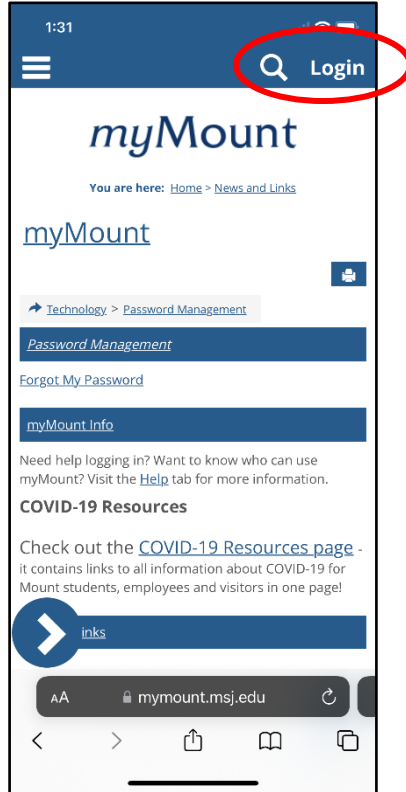 1:31
Login
myMount
You are here: Home > News and Links
myMount
Technology > Password Management
Password Management
Forgot My Password
myMount Info
Need help logging in? Want to know who can use
myMount? Visit the Help tab for more information.
COVID-19 Resources
Check out the COVID-19 Resources page -
it contains links to all information about COVID-19 for
Mount students, employees and visitors in one page!
inks
AA mymount.msj.edu